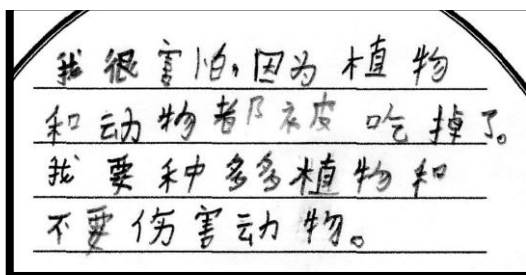 我很害怕,因为植物
和动物都被吃掉了。
我要种多多植物和
不要伤害动物。